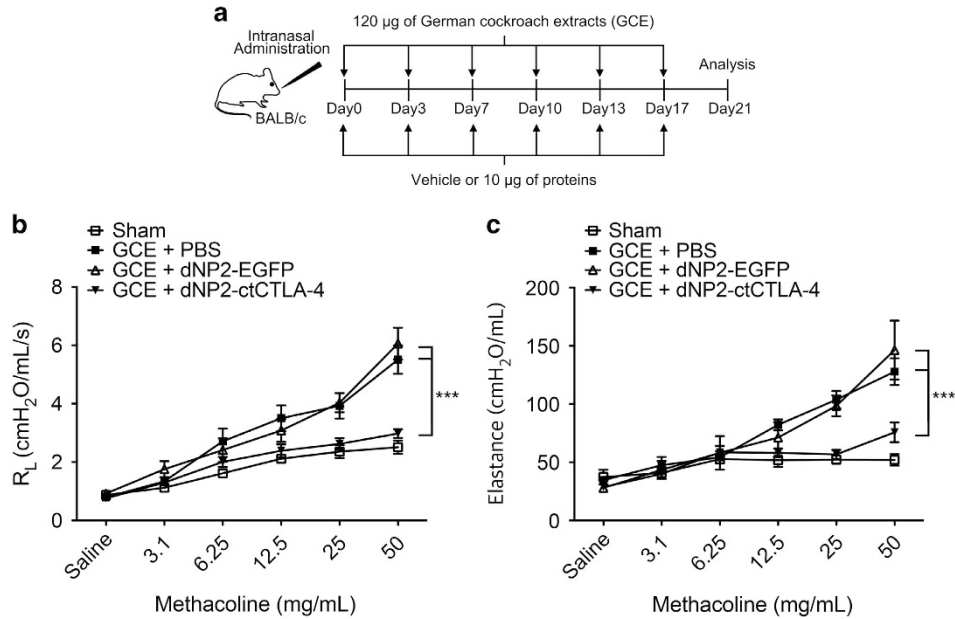 a
120 µg of German cockroach extracts (GCE)
Intranasal
Administration
Analysis
BALB/c
Day0 Day3 Day7 Day10 Day13 Day17 Day21
Vehicle or 10 µg of proteins
b
Sham
GCE + PBS
GCE + dNP2-EGFP
GCE + dNP2-ctCTLA-4
8
6
4
2
0
R_L (cmH₂O/mL/s)
***
Saline 3.1 6.25 12.5 25 50
Methacoline (mg/mL)
c
Sham
GCE + PBS
GCE + dNP2-EGFP
GCE + dNP2-ctCTLA-4
200
150
100
50
0
Elastance (cmH₂O/mL)
***
Saline 3.1 6.25 12.5 25 50
Methacoline (mg/mL)